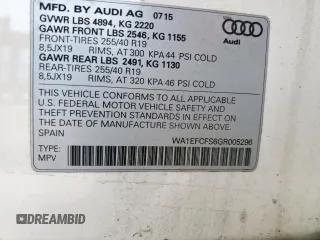 MFD. BY AUDI AG 07/15
GVWR LBS 4894, KG 2220
GAWR FRONT LBS 2546, KG 1155
FRONT-TIRES 255/40 R19
8,5JX19 RIMS, AT 300 KPA 44 PSI COLD
GAWR REAR LBS 2491, KG 1130
REAR-TIRES 255/40 R19
8,5JX19 RIMS, AT 320 KPA 46 PSI COLD
Audi
THIS VEHICLE CONFORMS TO ALL APPLICABLE
U.S. FEDERAL MOTOR VEHICLE SAFETY AND
THEFT PREVENTION STANDARDS IN EFFECT ON
THE DATE OF MANUFACTURE SHOWN ABOVE.
SPAIN
WA1EFCFS6GR005296
TYPE:
MPV